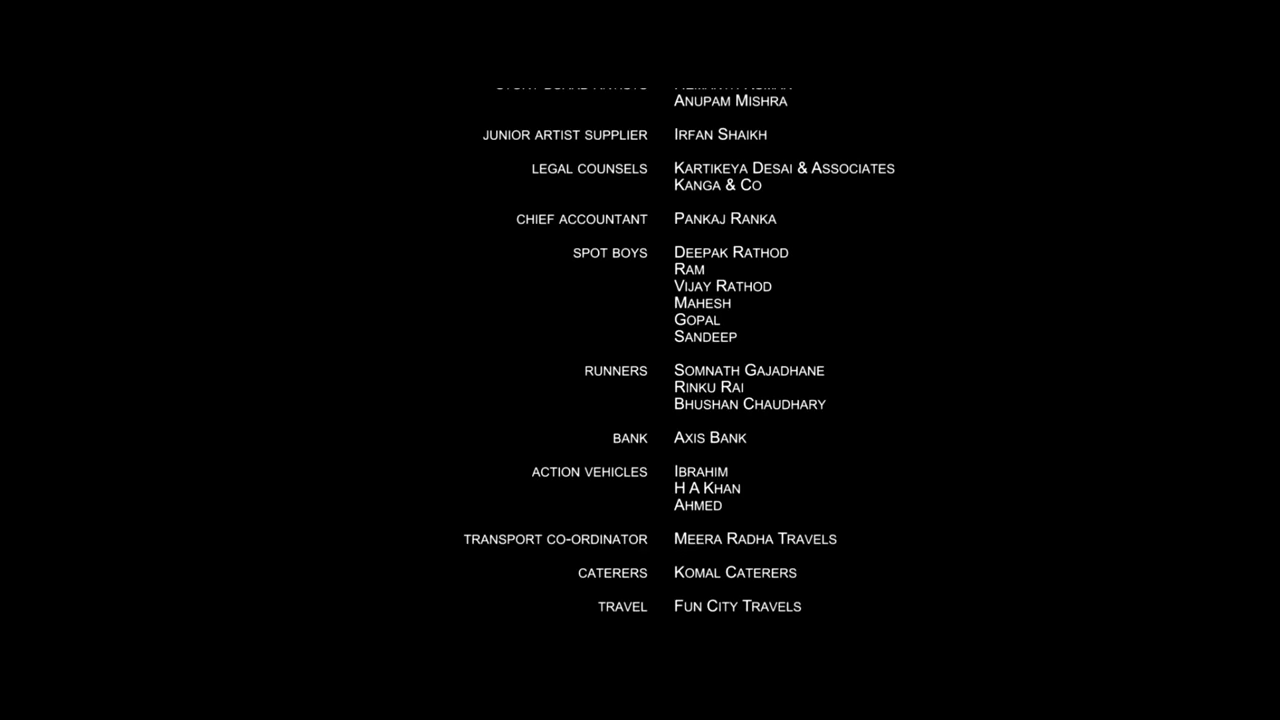 Anupam Mishra
JUNIOR ARTIST SUPPLIER Irfan Shaikh
LEGAL COUNSELS Kartikeya Desai & Associates
Kanga & Co
CHIEF ACCOUNTANT Pankaj Ranka
SPOT BOYS Deepak Rathod
Ram
Vijay Rathod
Mahesh
Gopal
Sandeep
RUNNERS Somnath Gajadhane
Rinku Rai
Bhushan Chaudhary
BANK Axis Bank
ACTION VEHICLES Ibrahim
H A Khan
Ahmed
TRANSPORT CO-ORDINATOR Meera Radha Travels
CATERERS Komal Caterers
TRAVEL Fun City Travels